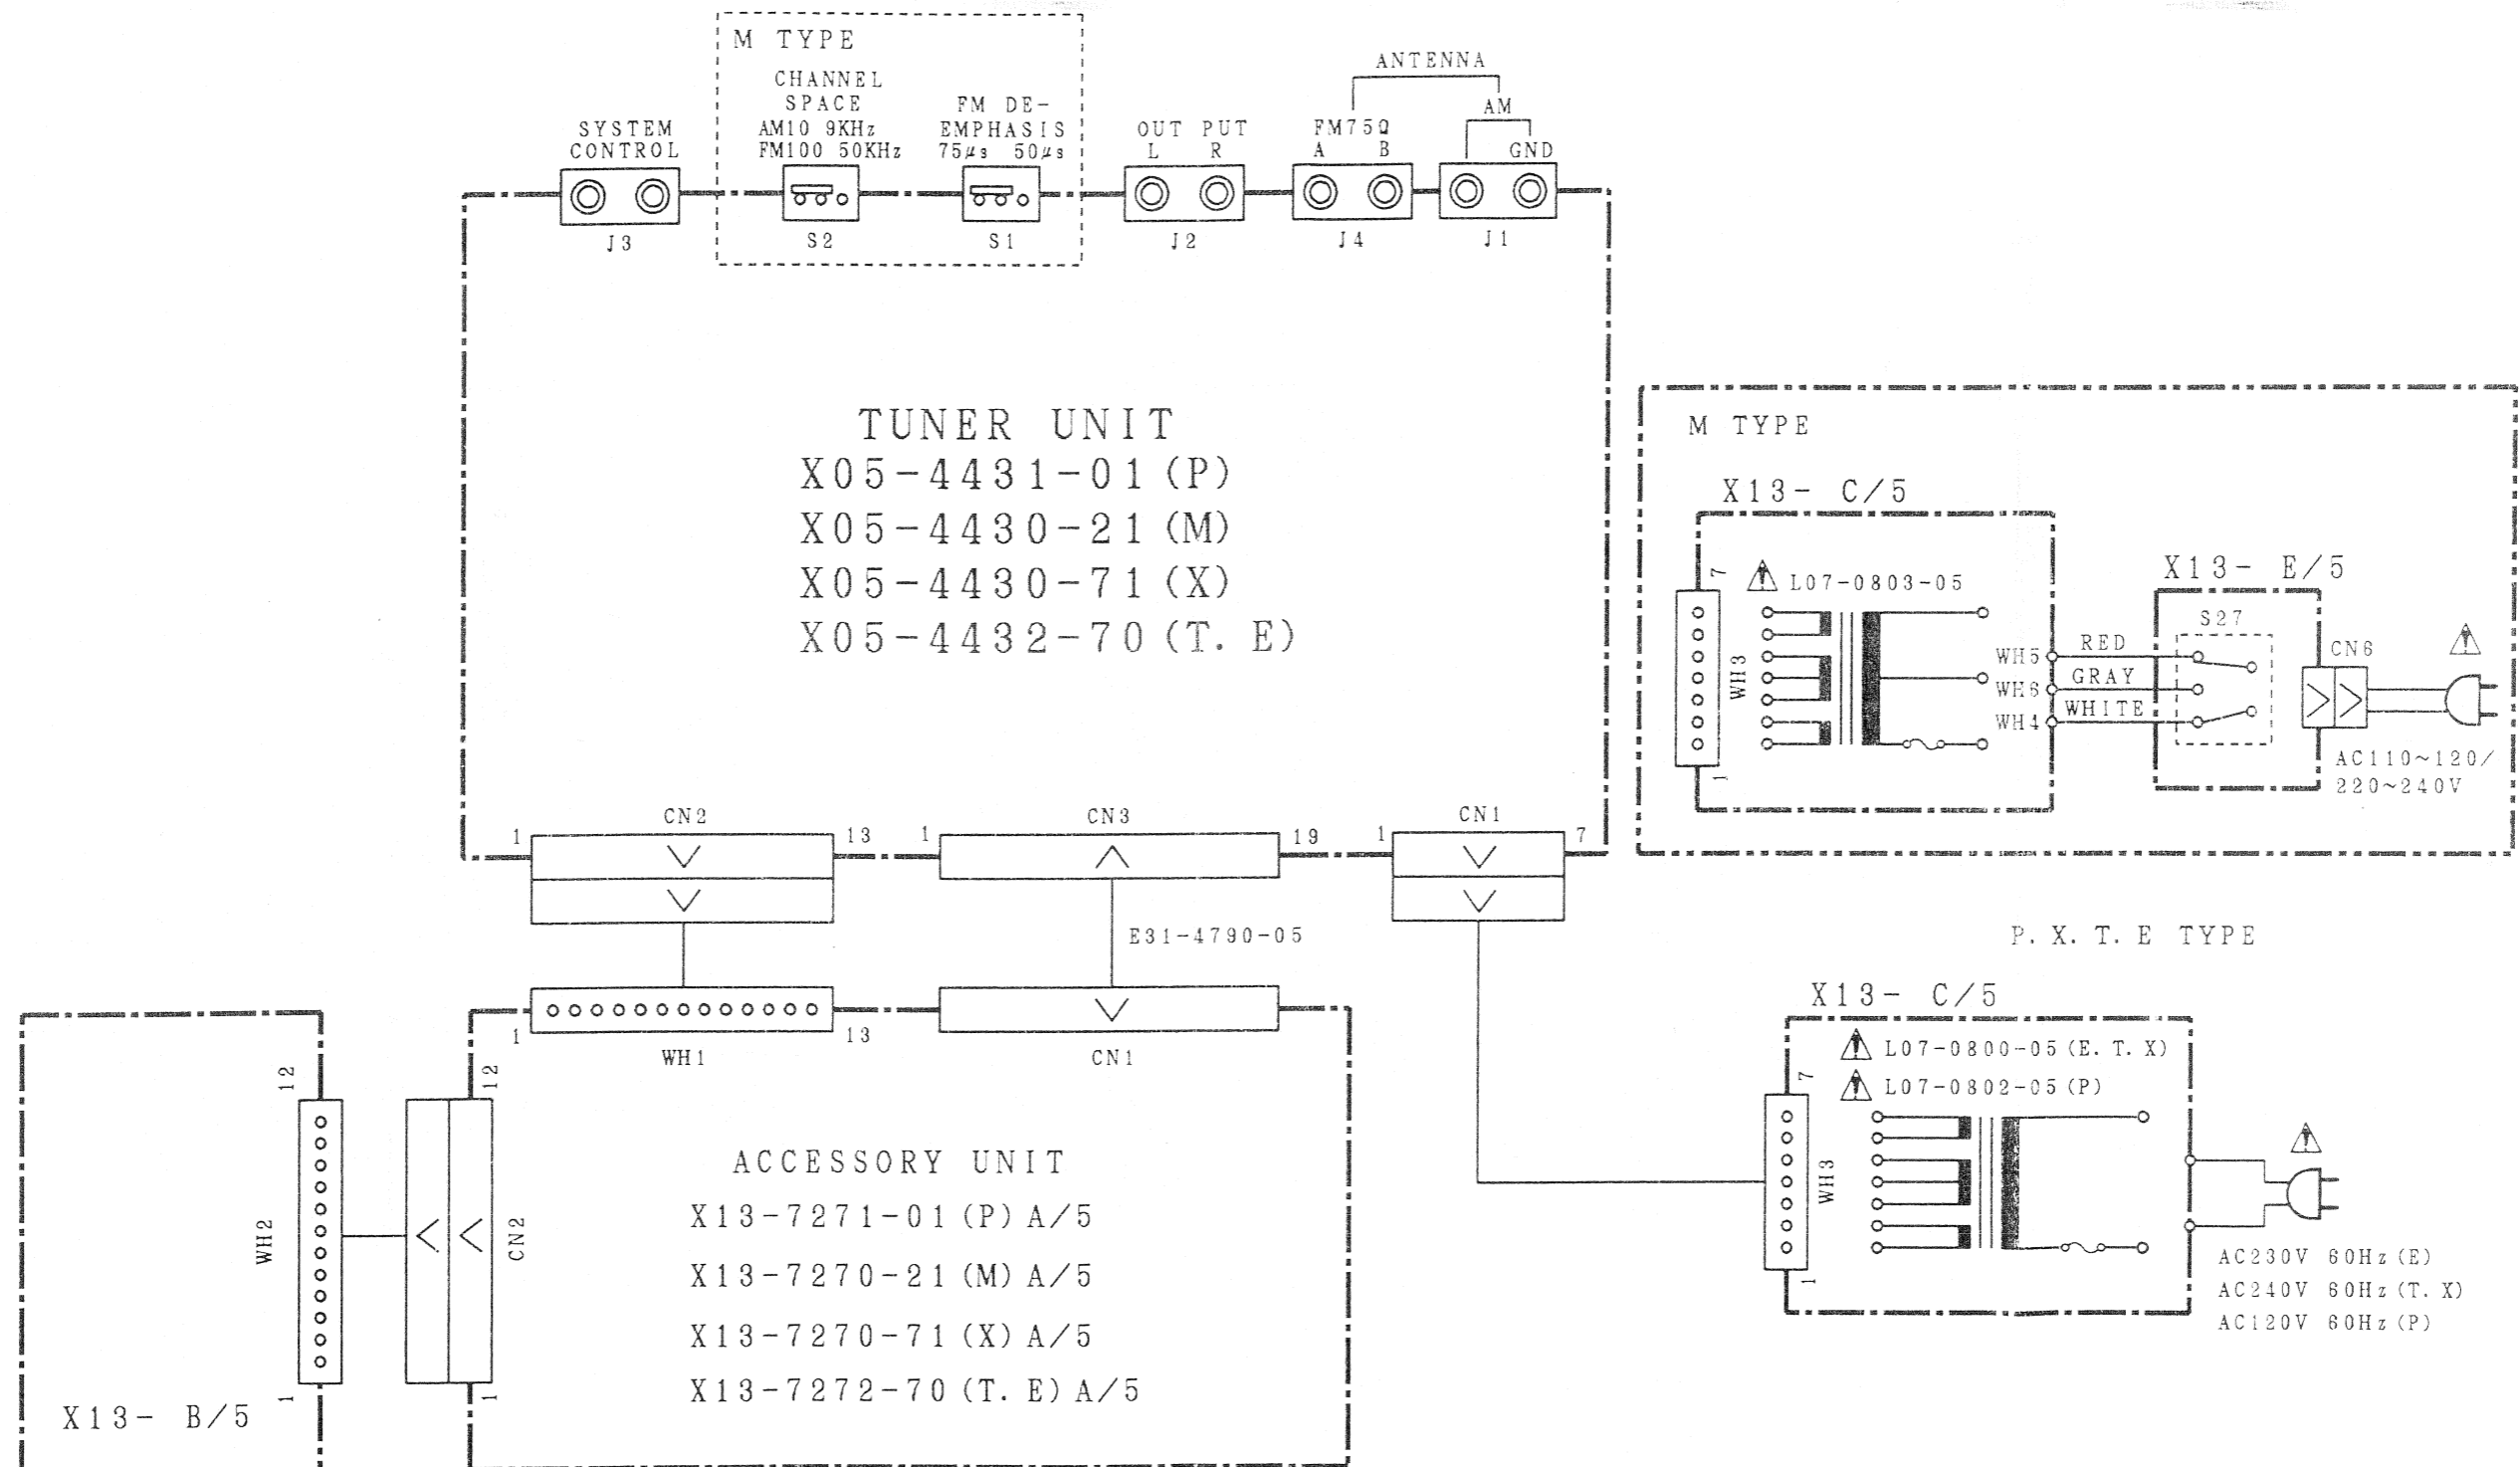 M TYPE
CHANNEL
SPACE
AM10 9KHz
FM100 50KHz
FM DE-
EMPHASIS
75μs 50μs
SYSTEM
CONTROL
OUT PUT
L R
ANTENNA
FM75Ω
A B
AM
GND
J3
S2
S1
J2
J4
J1
TUNER UNIT
X05-4431-01 (P)
X05-4430-21 (M)
X05-4430-71 (X)
X05-4432-70 (T. E)
M TYPE
X13- C/5
L07-0803-05
7
WH3
1
WH5
WH6
WH4
RED
GRAY
WHITE
X13- E/5
S27
CN6
AC110~120/
220~240V
1 CN2 13
1 CN3 19
1 CN1 7
E31-4790-05
1 WH1 13
CN1
P. X. T. E TYPE
X13- C/5
L07-0800-05 (E. T. X)
L07-0802-05 (P)
7
WH3
1
AC230V 60Hz (E)
AC240V 60Hz (T. X)
AC120V 60Hz (P)
12
WH2
1
12
CN2
1
X13- B/5
ACCESSORY UNIT
X13-7271-01 (P) A/5
X13-7270-21 (M) A/5
X13-7270-71 (X) A/5
X13-7272-70 (T. E) A/5